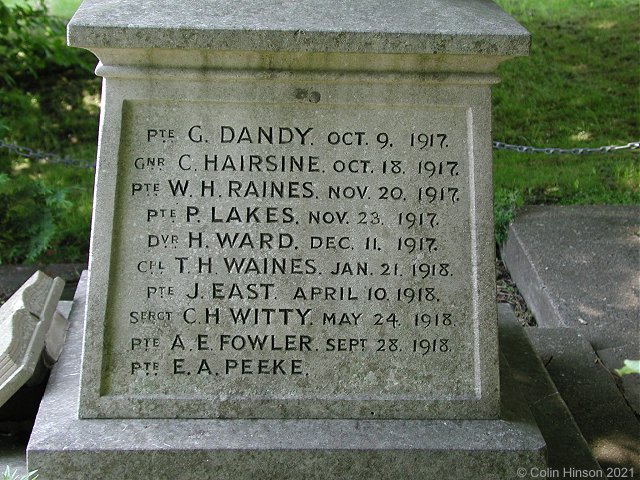 PTE G. DANDY. OCT. 9. 1917.
GNR C. HAIRSINE. OCT. 18. 1917.
PTE W. H. RAINES. NOV. 20. 1917.
PTE P. LAKES. NOV. 23. 1917.
DVR H. WARD. DEC. 11. 1917.
CPL T. H. WAINES. JAN. 21. 1918.
PTE J. EAST. APRIL 10. 1918.
SERGT C. H. WITTY. MAY 24. 1918.
PTE A. E. FOWLER. SEPT 28. 1918.
PTE E. A. PEEKE.
© Colin Hinson 2021